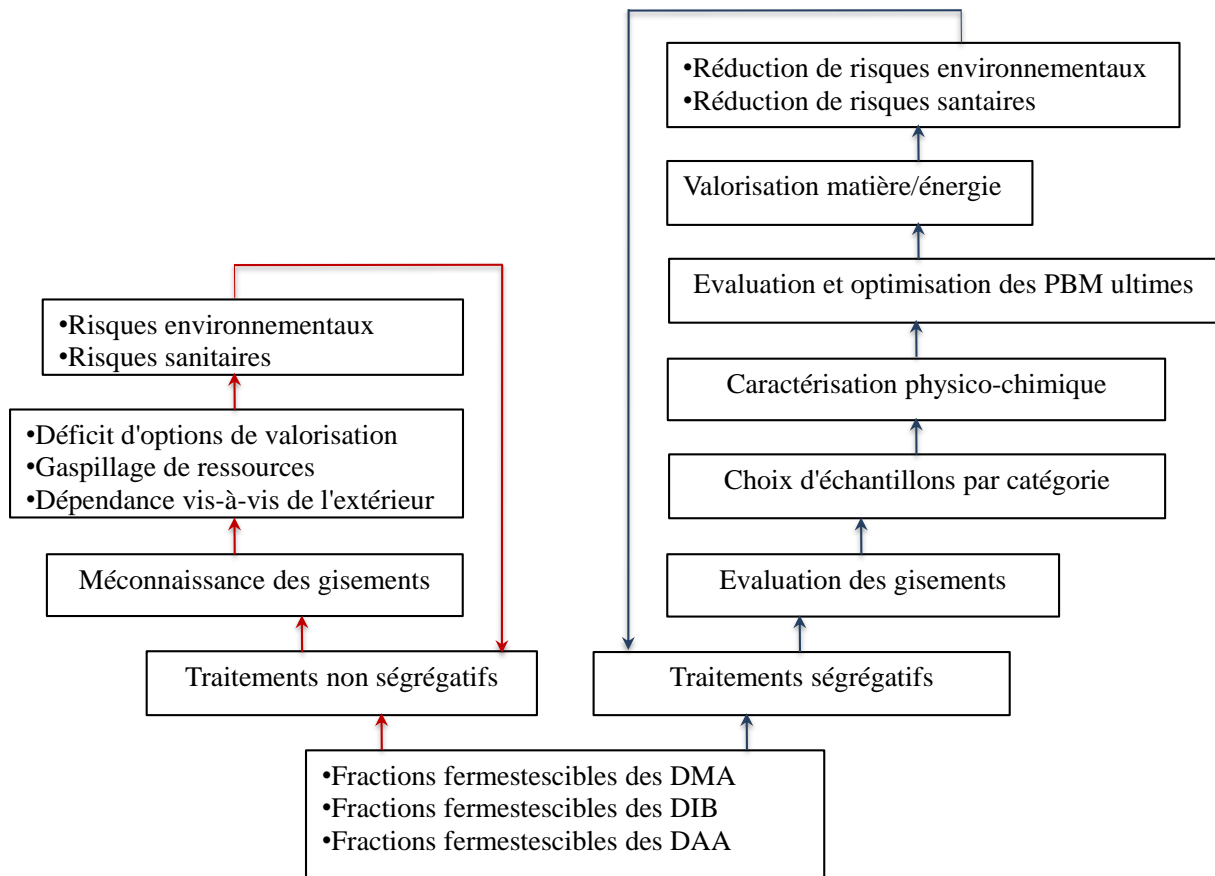 •Réduction de risques environnementaux
•Réduction de risques santaires
Valorisation matière/énergie
Evaluation et optimisation des PBM ultimes
•Risques environnementaux
•Risques sanitaires
Caractérisation physico-chimique
•Déficit d'options de valorisation
•Gaspillage de ressources
•Dépendance vis-à-vis de l'extérieur
Choix d'échantillons par catégorie
Méconnaissance des gisements
Evaluation des gisements
Traitements non ségrégatifs
Traitements ségrégatifs
•Fractions fermestescibles des DMA
•Fractions fermestescibles des DIB
•Fractions fermestescibles des DAA